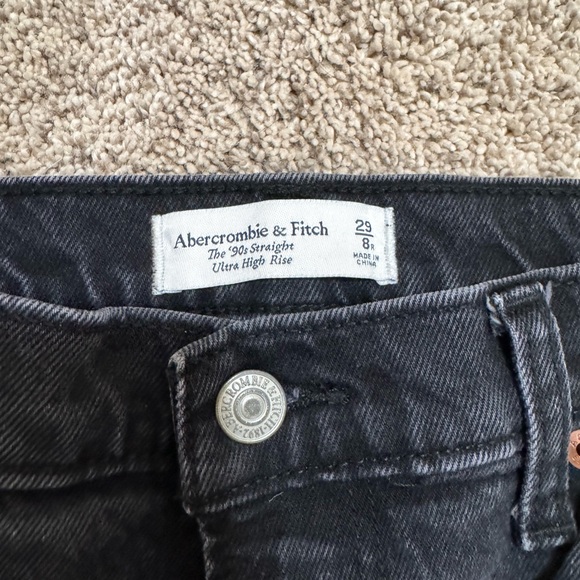 Abercrombie & Fitch
The '90s Straight
Ultra High Rise
29
8R
MADE IN
CHINA
ABERCROMBIE & FITCH • 1892 •